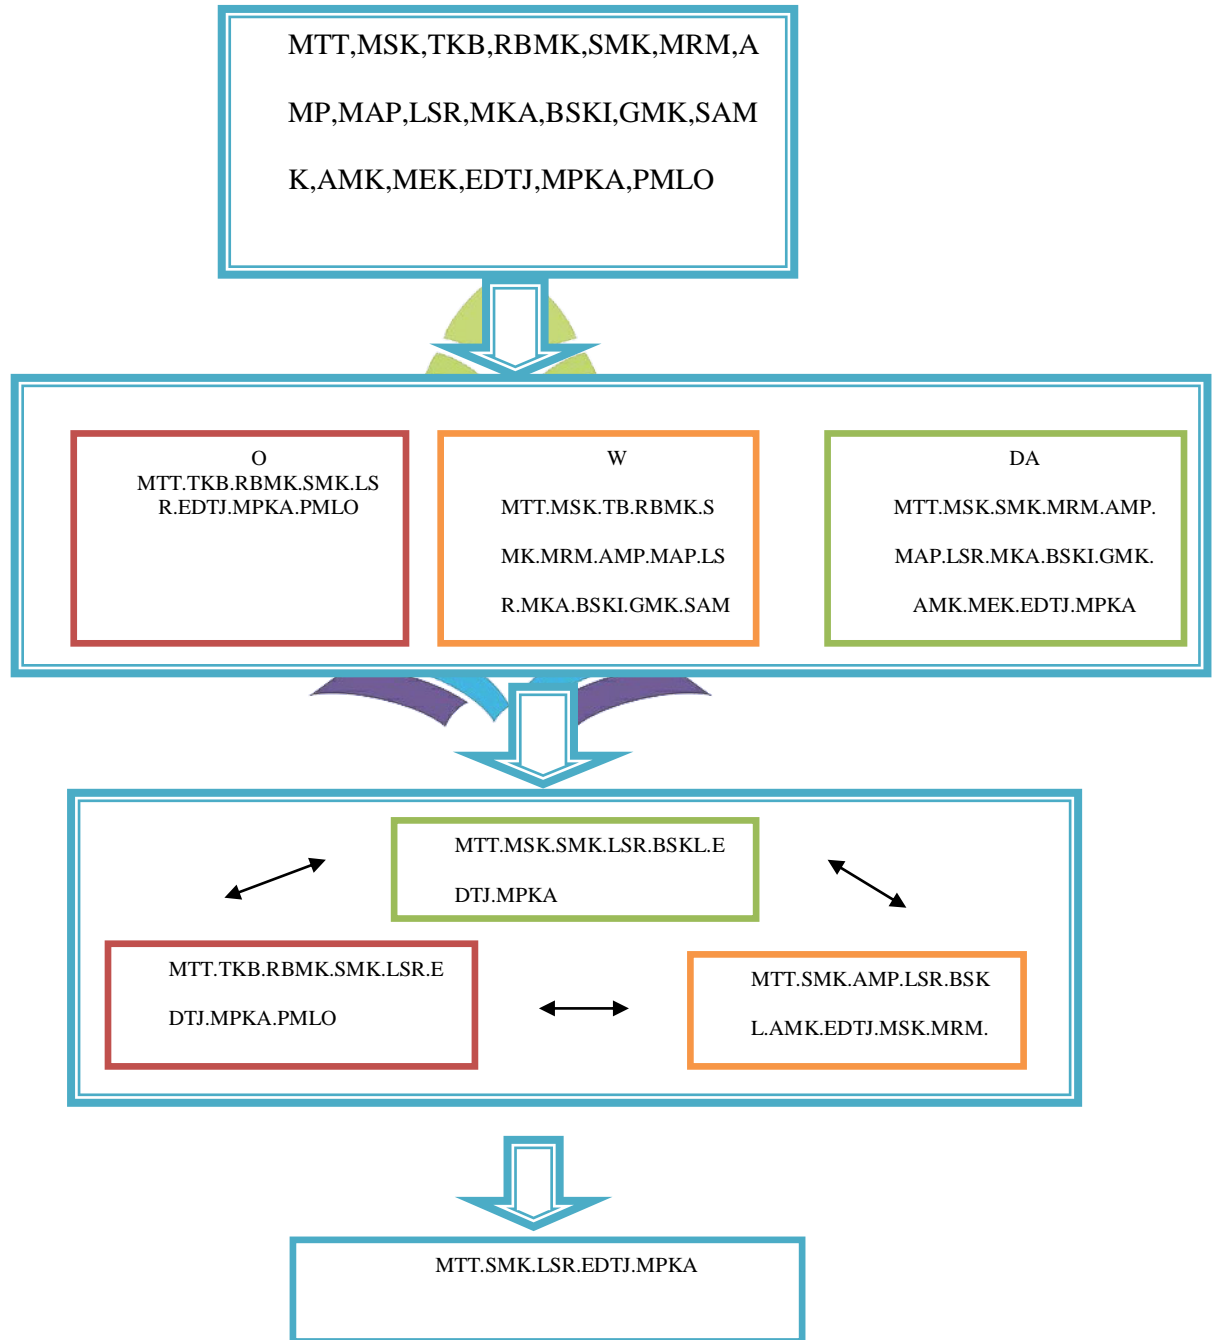 MTT,MSK,TKB,RBMK,SMK,MRM,A
MP,MAP,LSR,MKA,BSKI,GMK,SAM
K,AMK,MEK,EDTJ,MPKA,PMLO
O
MTT.TKB.RBMK.SMK.LS
R.EDTJ.MPKA.PMLO
W
MTT.MSK.TB.RBMK.S
MK.MRM.AMP.MAP.LS
R.MKA.BSKI.GMK.SAM
DA
MTT.MSK.SMK.MRM.AMP.
MAP.LSR.MKA.BSKI.GMK.
AMK.MEK.EDTJ.MPKA
MTT.MSK.SMK.LSR.BSKL.E
DTJ.MPKA
MTT.TKB.RBMK.SMK.LSR.E
DTJ.MPKA.PMLO
MTT.SMK.AMP.LSR.BSK
L.AMK.EDTJ.MSK.MRM.
MTT.SMK.LSR.EDTJ.MPKA